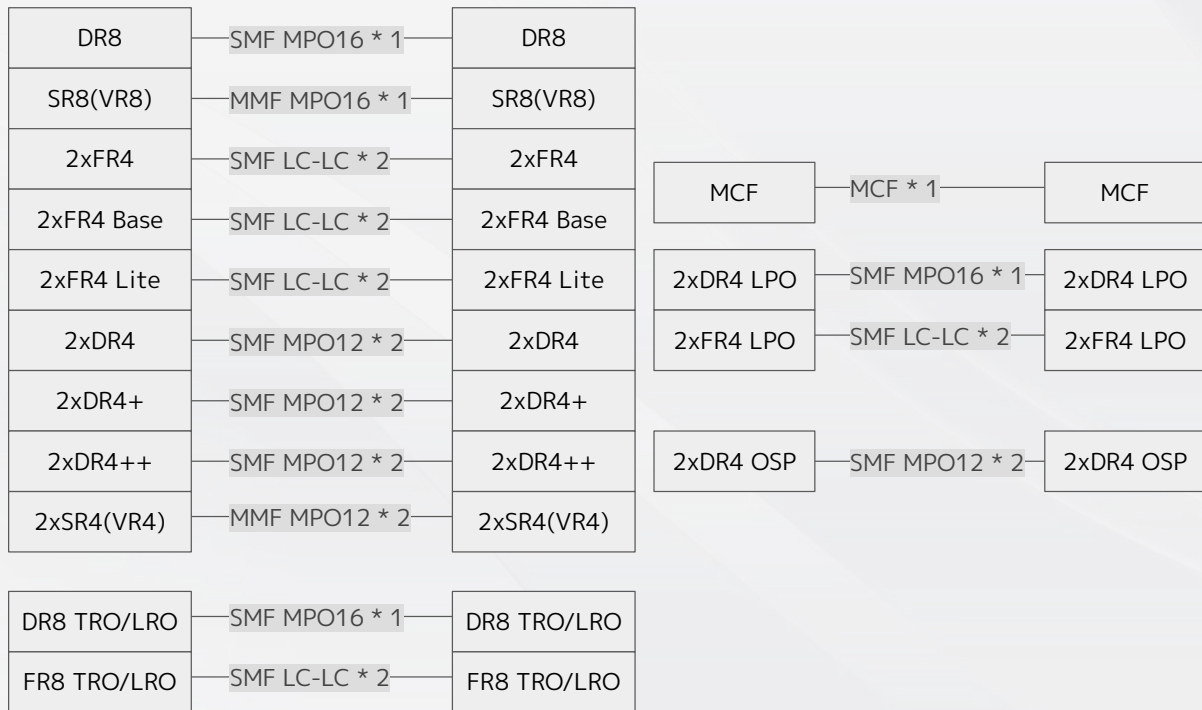 DR8 SMF MPO16 * 1 DR8
SR8(VR8) MMF MPO16 * 1 SR8(VR8)
2xFR4 SMF LC-LC * 2 2xFR4
2xFR4 Base SMF LC-LC * 2 2xFR4 Base
2xFR4 Lite SMF LC-LC * 2 2xFR4 Lite
2xDR4 SMF MPO12 * 2 2xDR4
2xDR4+ SMF MPO12 * 2 2xDR4+
2xDR4++ SMF MPO12 * 2 2xDR4++
2xSR4(VR4) MMF MPO12 * 2 2xSR4(VR4)
DR8 TRO/LRO SMF MPO16 * 1 DR8 TRO/LRO
FR8 TRO/LRO SMF LC-LC * 2 FR8 TRO/LRO
MCF MCF * 1 MCF
2xDR4 LPO SMF MPO16 * 1 2xDR4 LPO
2xFR4 LPO SMF LC-LC * 2 2xFR4 LPO
2xDR4 OSP SMF MPO12 * 2 2xDR4 OSP